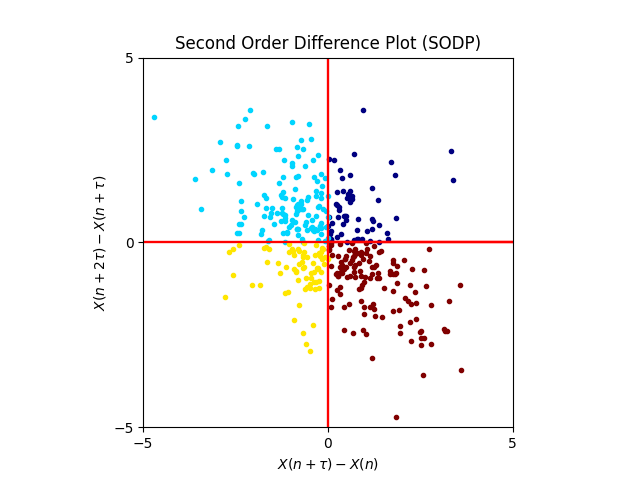 Second Order Difference Plot (SODP)
5
0
−5
−5
0
5
X(n + 2τ) − X(n + τ)
X(n + τ) − X(n)